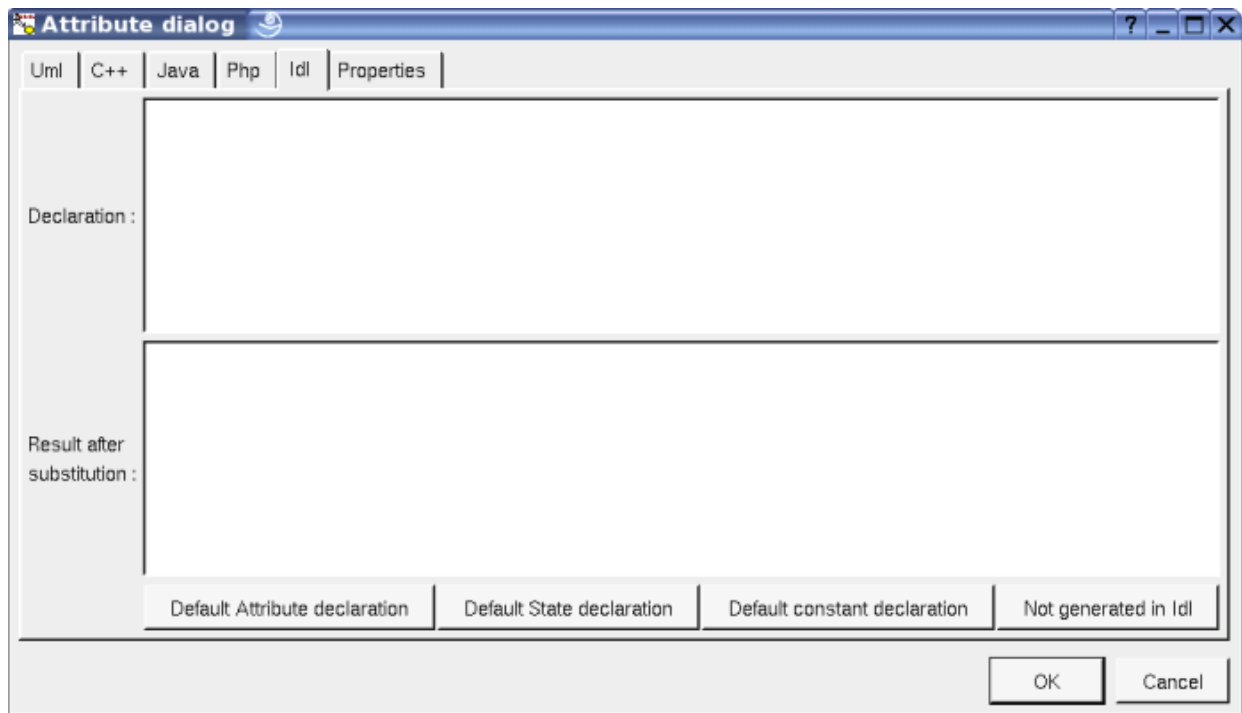 Attribute dialog
Uml C++ Java Php Idl Properties
Declaration :
Result after
substitution :
Default Attribute declaration Default State declaration Default constant declaration Not generated in Idl
OK Cancel